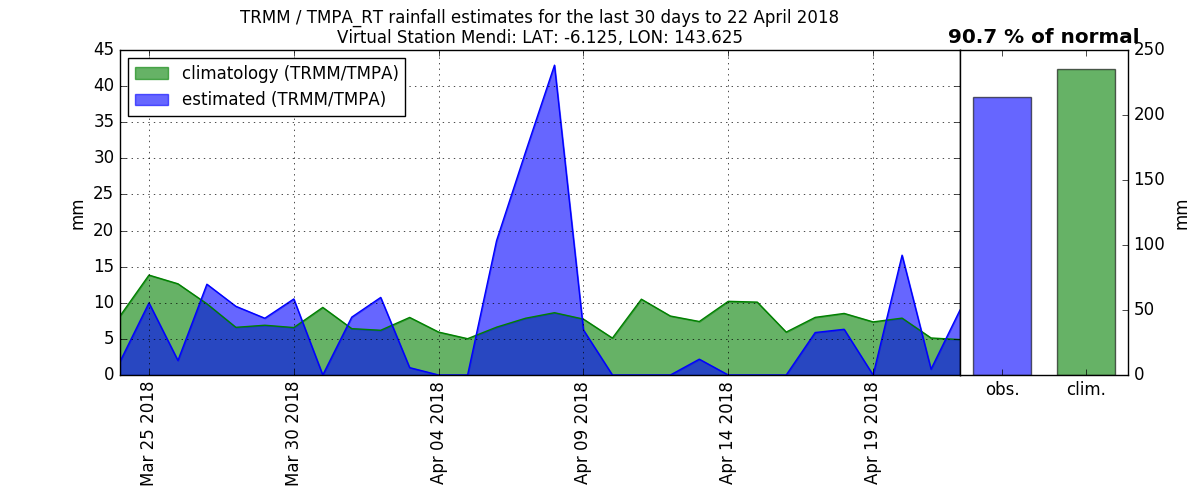 TRMM / TMPA_RT rainfall estimates for the last 30 days to 22 April 2018
Virtual Station Mendi: LAT: -6.125, LON: 143.625
90.7 % of normal
climatology (TRMM/TMPA)
estimated (TRMM/TMPA)
45
40
35
30
25
20
15
10
5
0
mm
Mar 25 2018
Mar 30 2018
Apr 04 2018
Apr 09 2018
Apr 14 2018
Apr 19 2018
250
200
150
100
50
0
mm
obs.
clim.